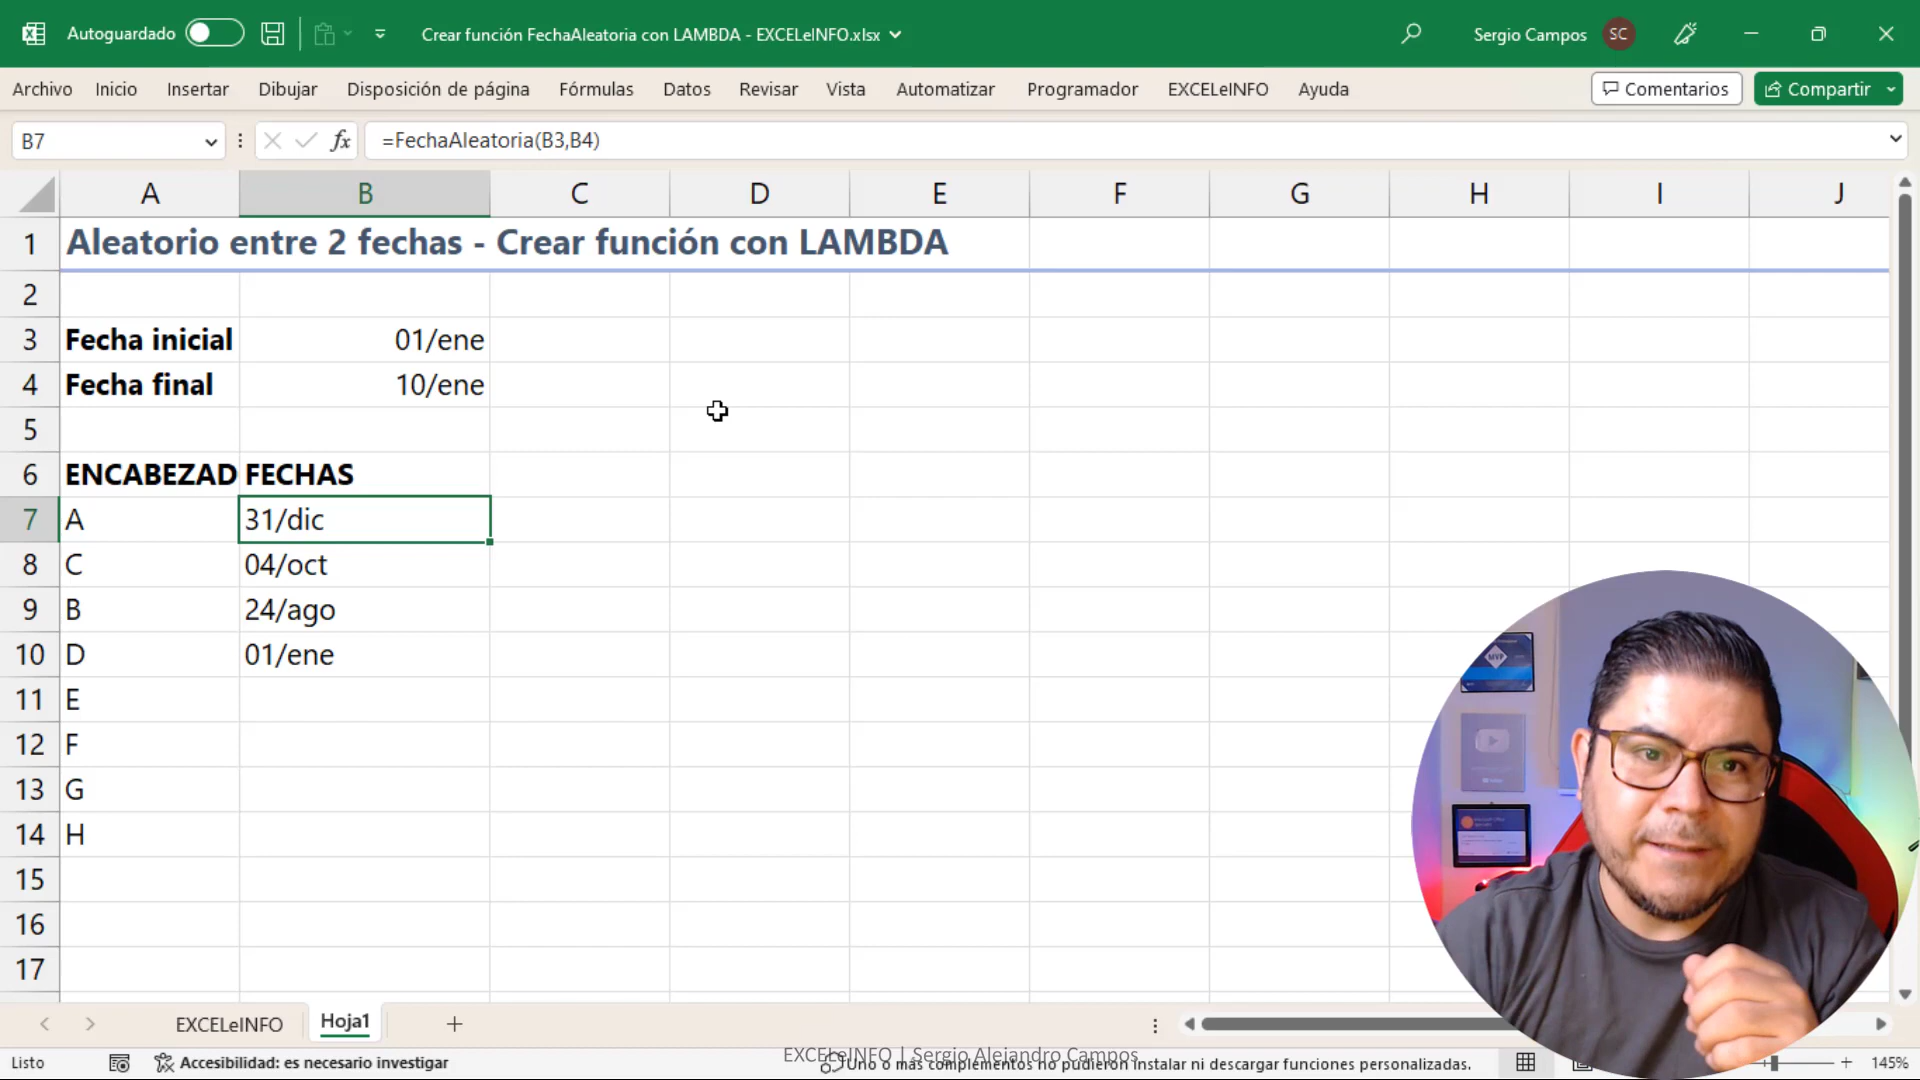 Autoguardado
Crear función FechaAleatoria con LAMBDA - EXCELeINFO.xlsx
Sergio Campos SC
Archivo Inicio Insertar Dibujar Disposición de página Fórmulas Datos Revisar Vista Automatizar Programador EXCELeINFO Ayuda Comentarios Compartir
B7 fx =FechaAleatoria(B3,B4)
A B C D E F G H I J
1 Aleatorio entre 2 fechas - Crear función con LAMBDA
2
3 Fecha inicial 01/ene
4 Fecha final 10/ene
5
6 ENCABEZAD FECHAS
7 A 31/dic
8 C 04/oct
9 B 24/ago
10 D 01/ene
11 E
12 F
13 G
14 H
15
16
17
MVP
EXCELeINFO Hoja1
EXCELeINFO | Sergio Alejandro Campos
Listo Accesibilidad: es necesario investigar Uno o más complementos no pudieron instalar ni descargar funciones personalizadas. 145%